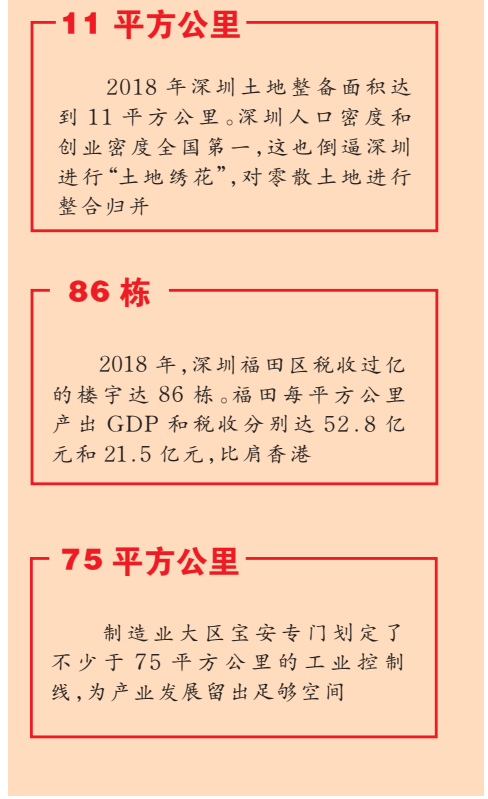 11 平方公里
2018 年深圳土地整备面积达
到 11 平方公里。深圳人口密度和
创业密度全国第一,这也倒逼深圳
进行“土地绣花”,对零散土地进行
整合归并
86 栋
2018 年,深圳福田区税收过亿
的楼宇达 86 栋。福田每平方公里
产出 GDP 和税收分别达 52.8 亿
元和 21.5 亿元,比肩香港
75 平方公里
制造业大区宝安专门划定了
不少于 75 平方公里的工业控制
线,为产业发展留出足够空间